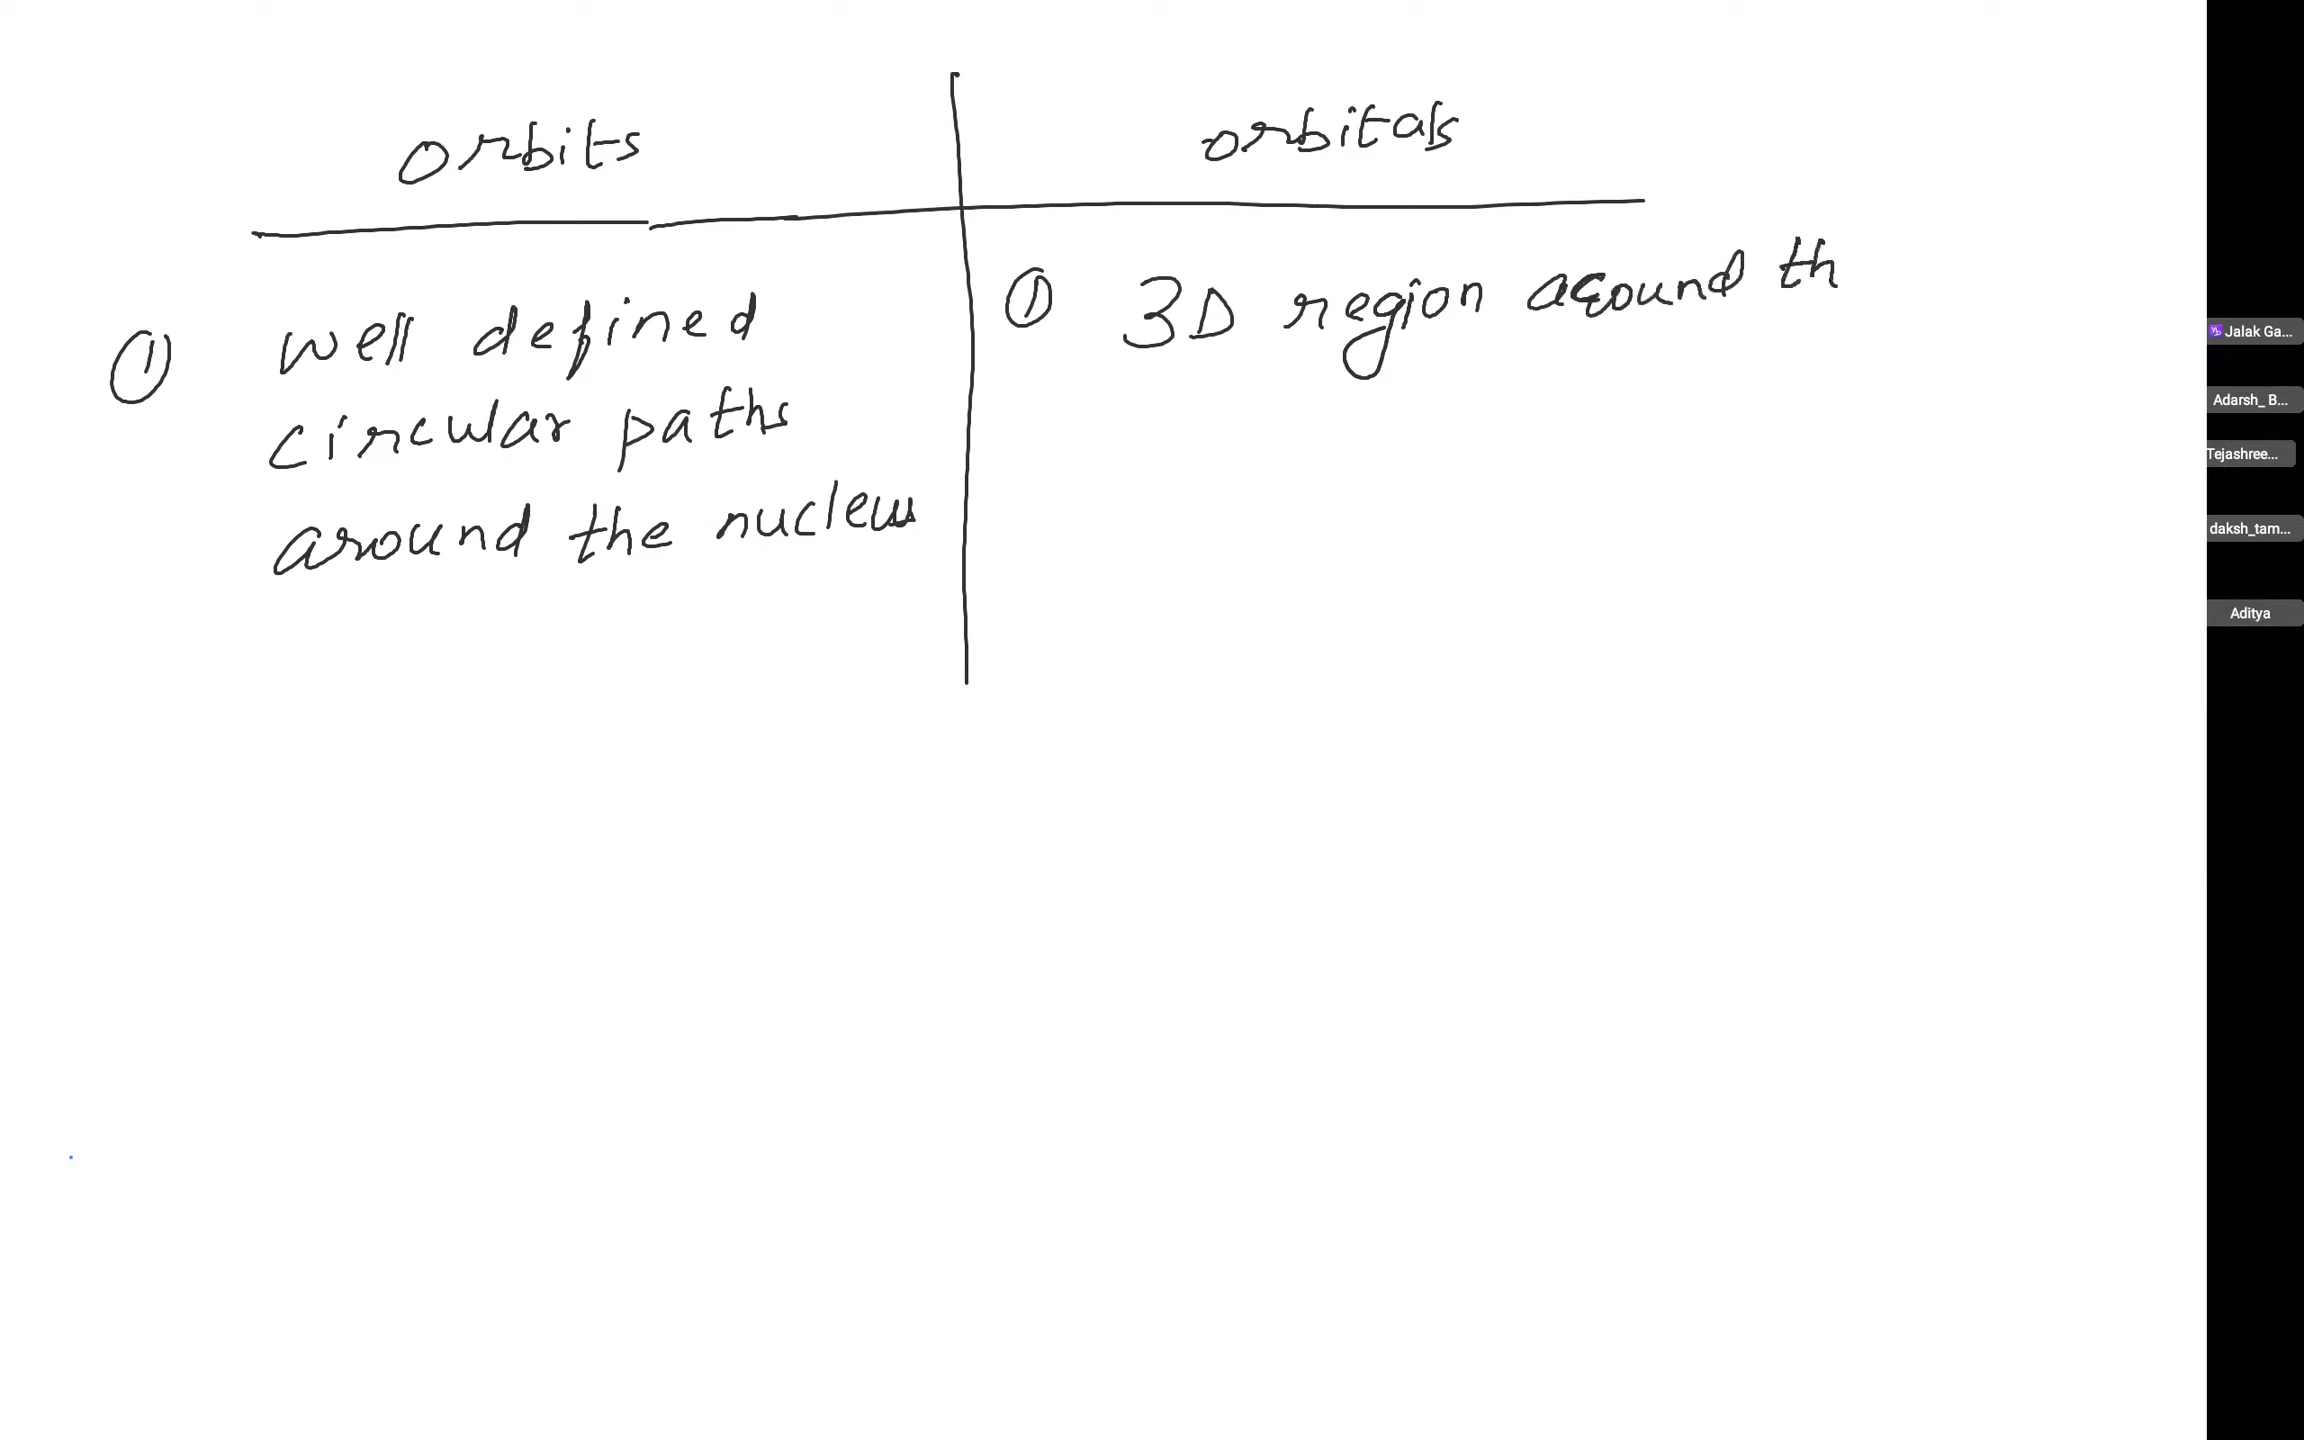 orbits
orbitals
① well defined
circular paths
around the nucleus
① 3D region around th
Jalak Ga...
Adarsh_ B...
Tejashree...
daksh_tam...
Aditya